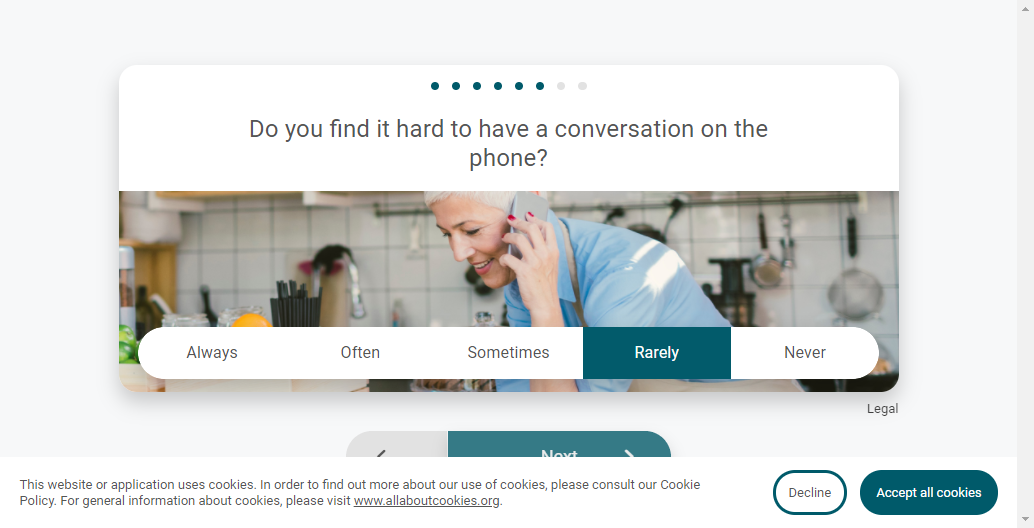 Do you find it hard to have a conversation on the
phone?
Always Often Sometimes Rarely Never
Legal
Next
This website or application uses cookies. In order to find out more about our use of cookies, please consult our Cookie
Policy. For general information about cookies, please visit www.allaboutcookies.org.
Decline Accept all cookies